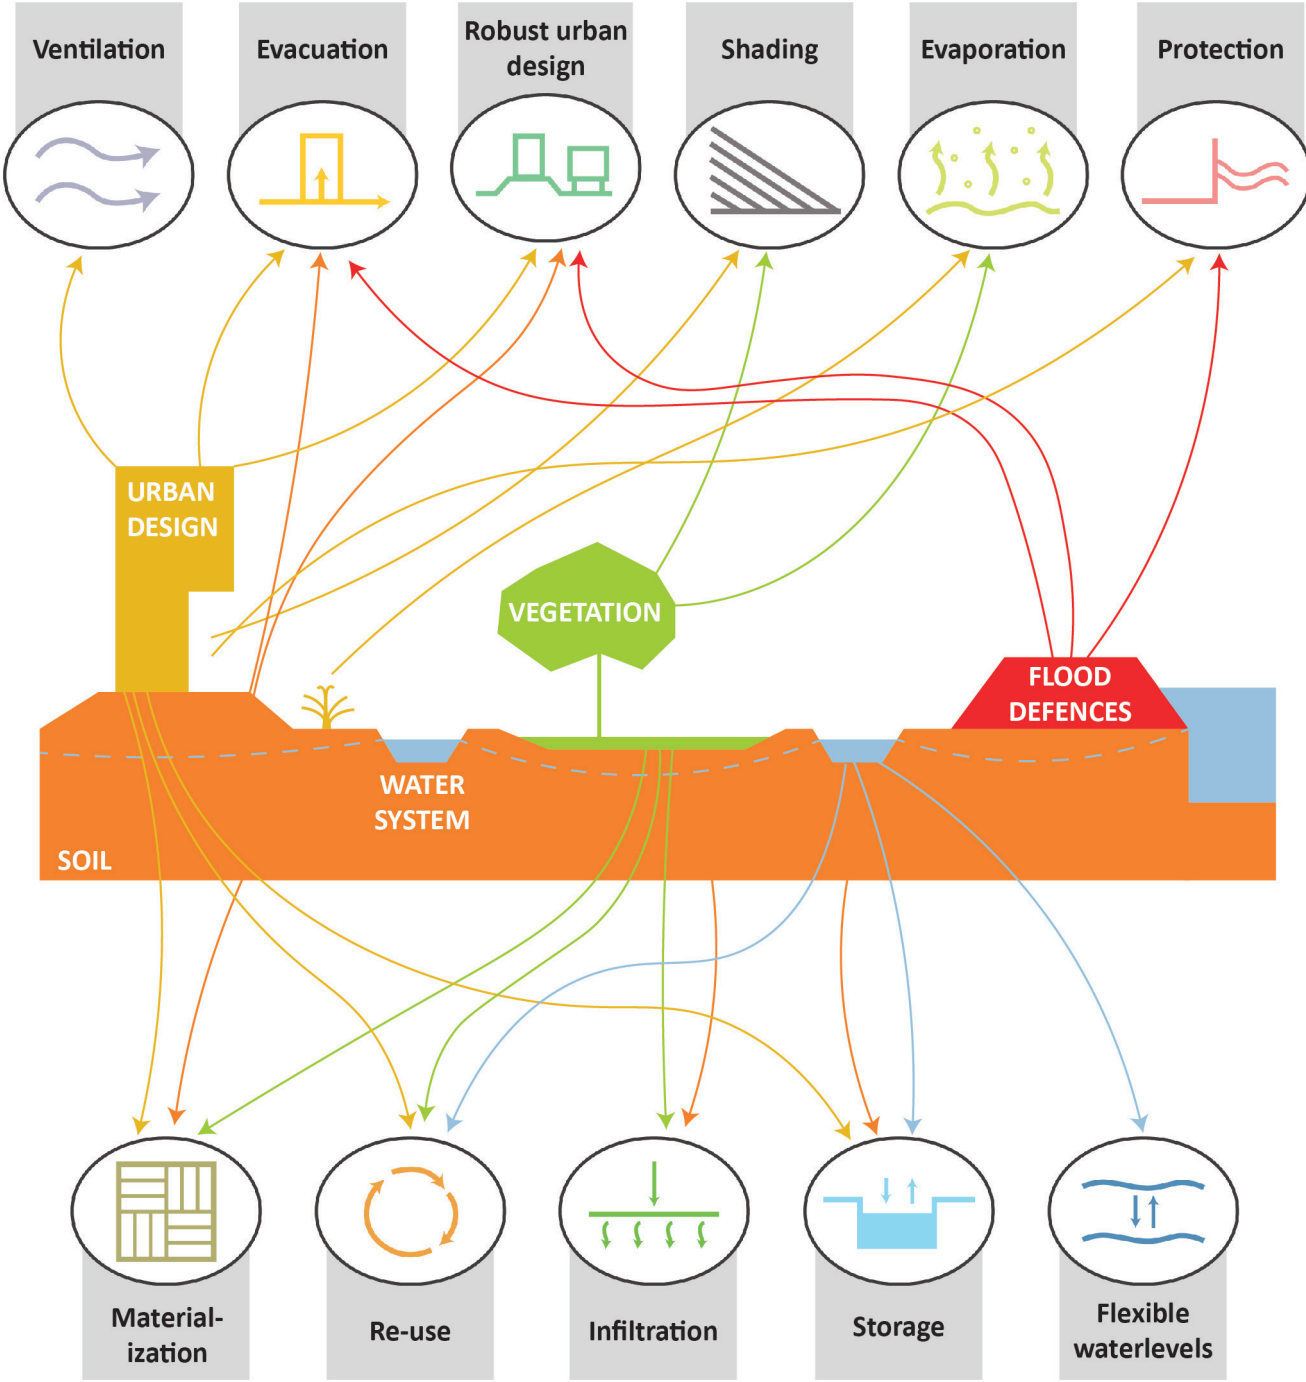 Ventilation
Evacuation
Robust urban
design
Shading
Evaporation
Protection
URBAN
DESIGN
VEGETATION
FLOOD
DEFENCES
WATER
SYSTEM
SOIL
Material-
ization
Re-use
Infiltration
Storage
Flexible
waterlevels